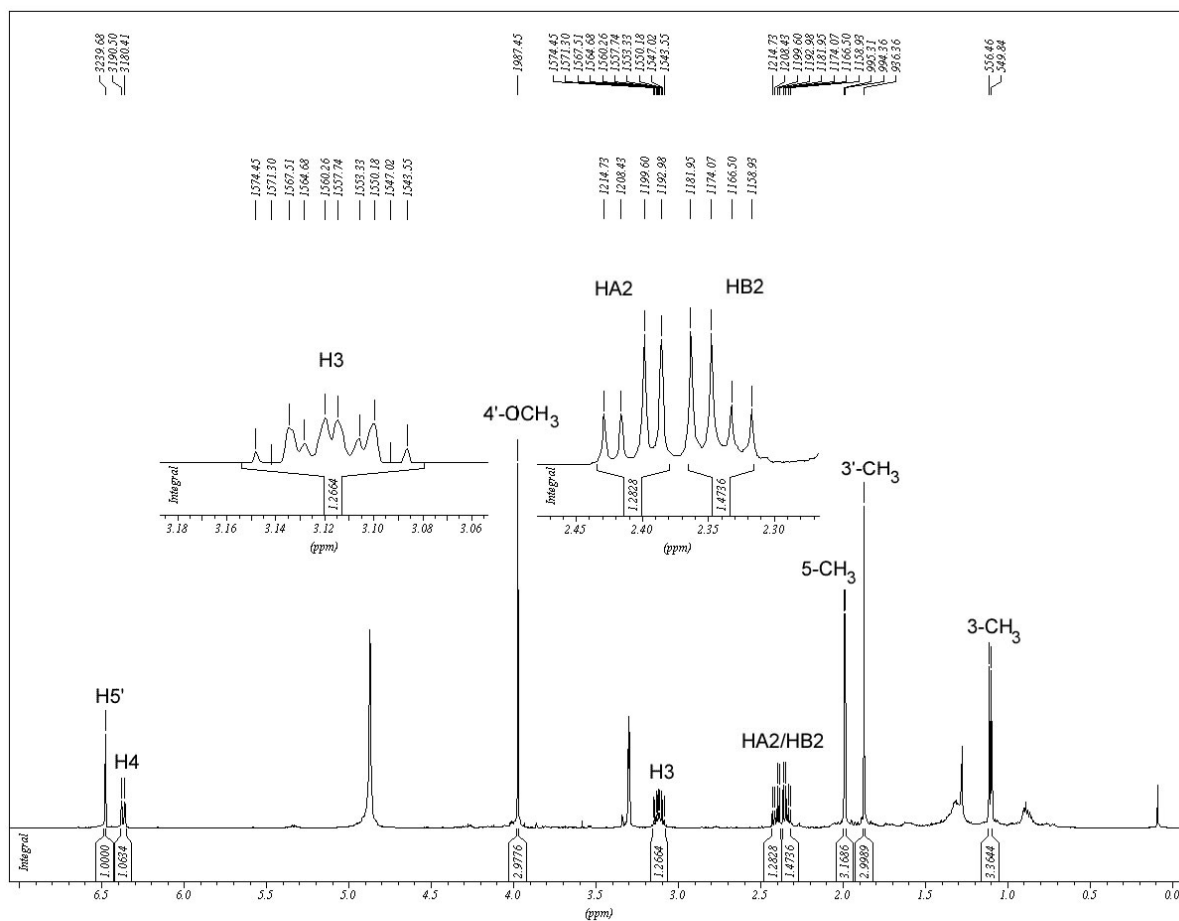 3239.68 3190.50 3180.41 1987.45 1574.45 1571.30 1567.51 1564.68 1560.26 1557.74 1553.33 1550.18 1547.02 1543.55 1214.73 1208.43 1199.60 1192.98 1181.95 1174.07 1166.50 1158.93 995.31 994.36 936.36 556.46 549.84
1574.45 1571.30 1567.51 1564.68 1560.26 1557.74 1553.33 1550.18 1547.02 1543.55 1214.73 1208.43 1199.60 1192.98 1181.95 1174.07 1166.50 1158.93
HA2 HB2
H3
4'-OCH3
3'-CH3
Integral 1.2664 Integral 1.2828 1.4736
3.18 3.16 3.14 3.12 3.10 3.08 3.06 2.45 2.40 2.35 2.30
(ppm) (ppm)
5-CH3
3-CH3
H5'
H4 H3 HA2/HB2
Integral 1.0000 1.0634 2.9776 1.2664 1.2828 1.4736 3.1686 2.9989 3.3644
6.5 6.0 5.5 5.0 4.5 4.0 3.5 3.0 2.5 2.0 1.5 1.0 0.5 0.0
(ppm)